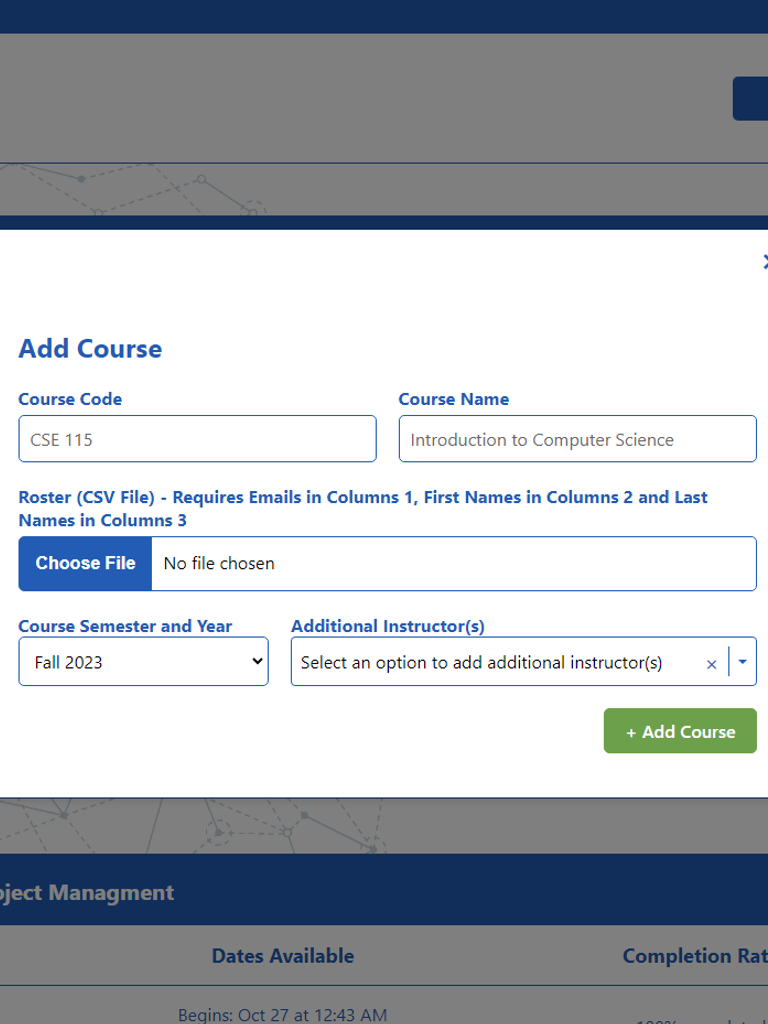 Add Course
Course Code
Course Name
CSE 115
Introduction to Computer Science
Roster (CSV File) - Requires Emails in Columns 1, First Names in Columns 2 and Last
Names in Columns 3
Choose File
No file chosen
Course Semester and Year
Additional Instructor(s)
Fall 2023
Select an option to add additional instructor(s)
+ Add Course
Managment
Dates Available
Completion
Begins: Oct 27 at 12:43 AM